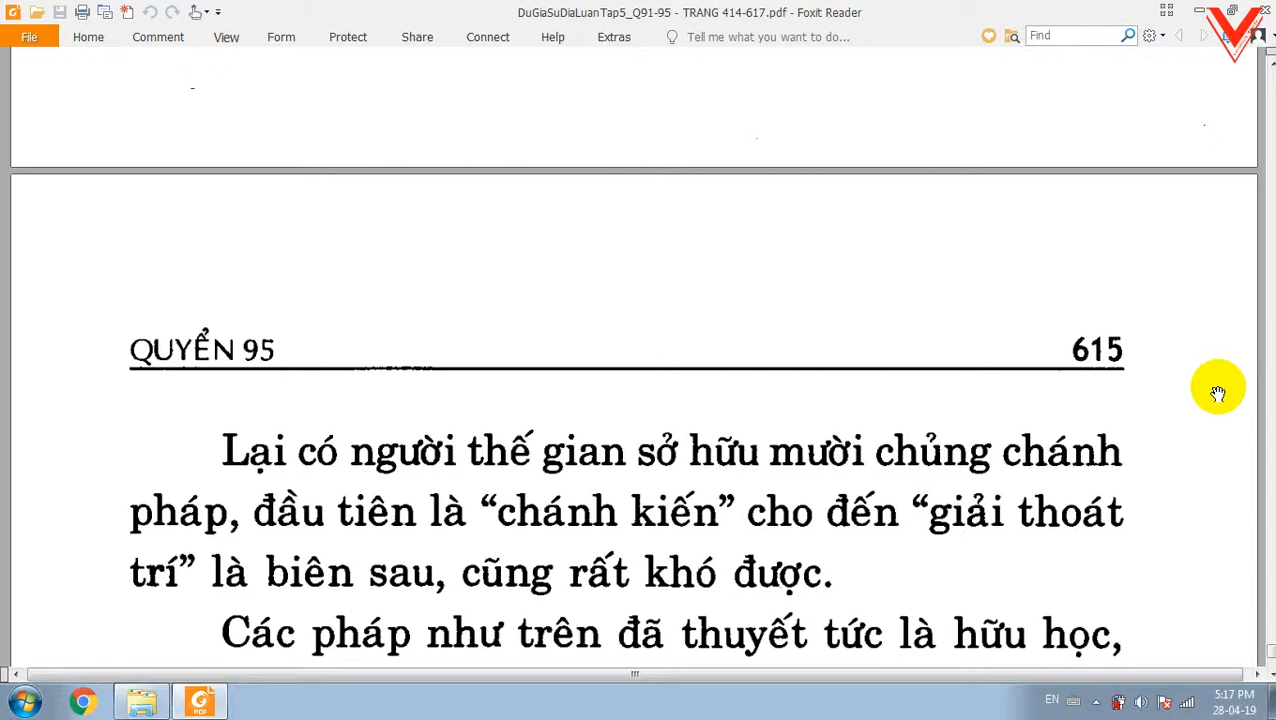 DuGiaSuDiaLuanTap5_Q91-95 - TRANG 414-617.pdf - Foxit Reader
File Home Comment View Form Protect Share Connect Help Extras Tell me what you want to do... Find
QUYỂN 95 615
Lại có người thế gian sở hữu mười chủng chánh
pháp, đầu tiên là “chánh kiến” cho đến “giải thoát
trí” là biên sau, cũng rất khó được.
Các pháp như trên đã thuyết tức là hữu học,
EN 5:17 PM
28-04-19